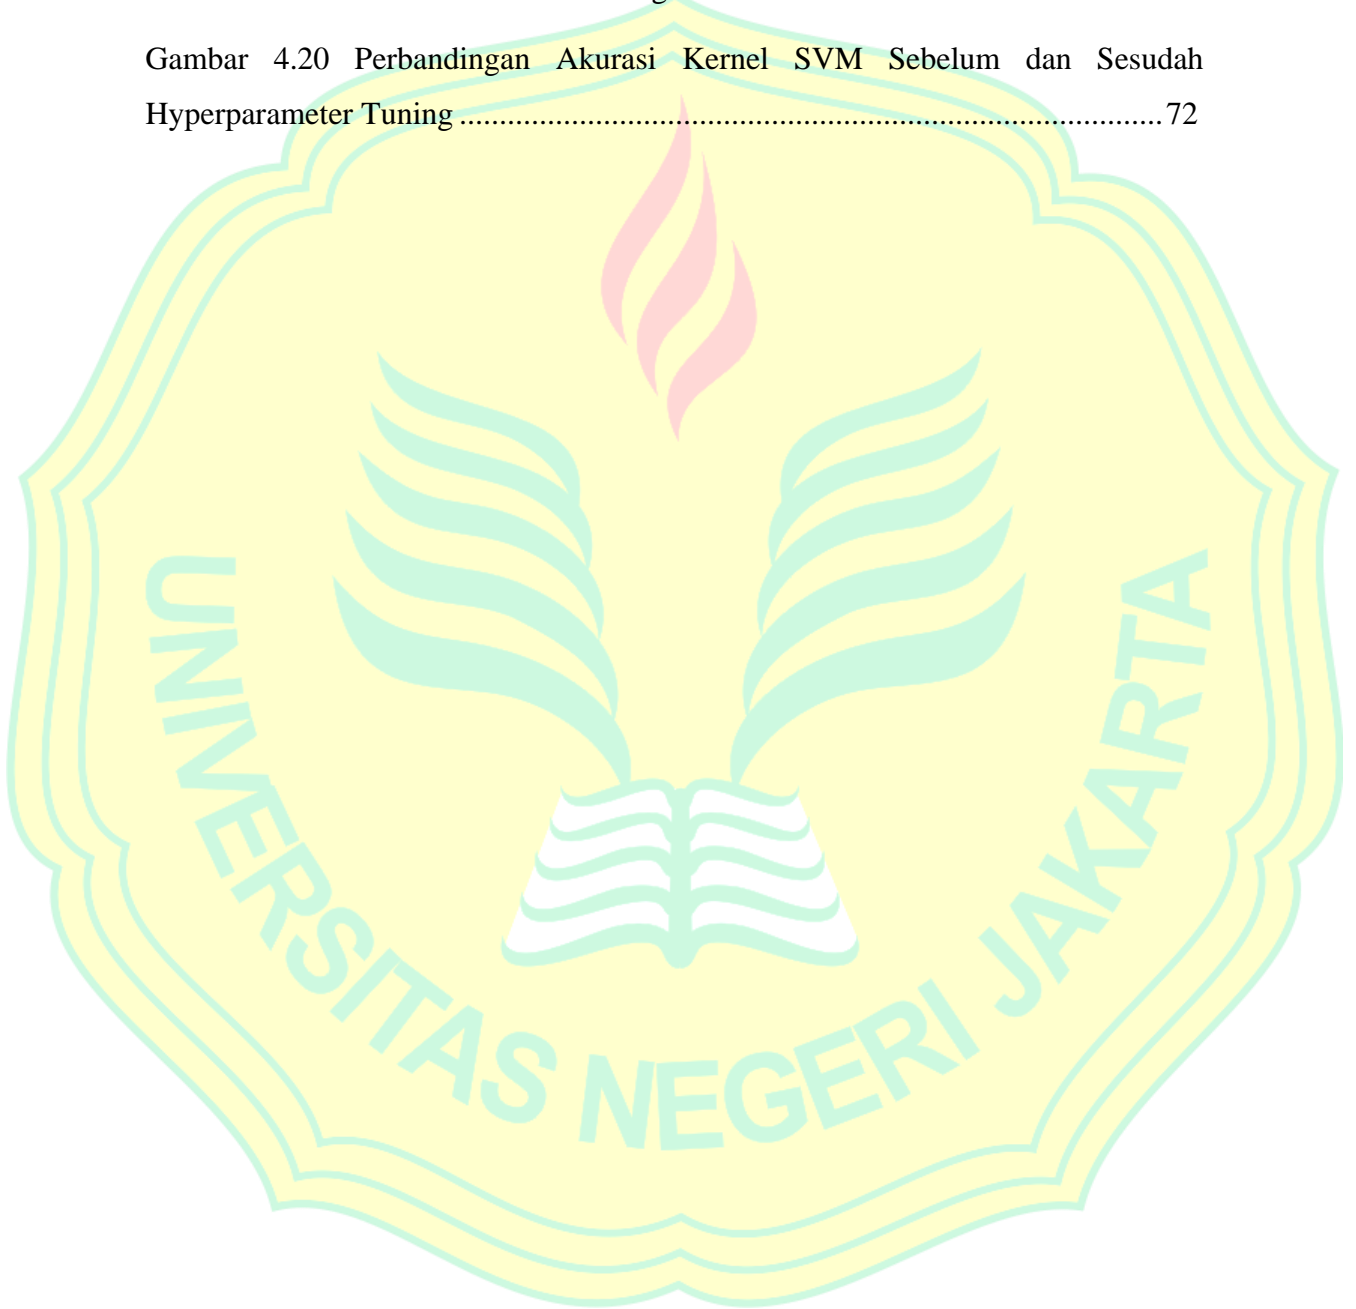 Gambar 4.20 Perbandingan Akurasi Kernel SVM Sebelum dan Sesudah
Hyperparameter Tuning ........................................................................................ 72
UNIVERSITAS NEGERI JAKARTA